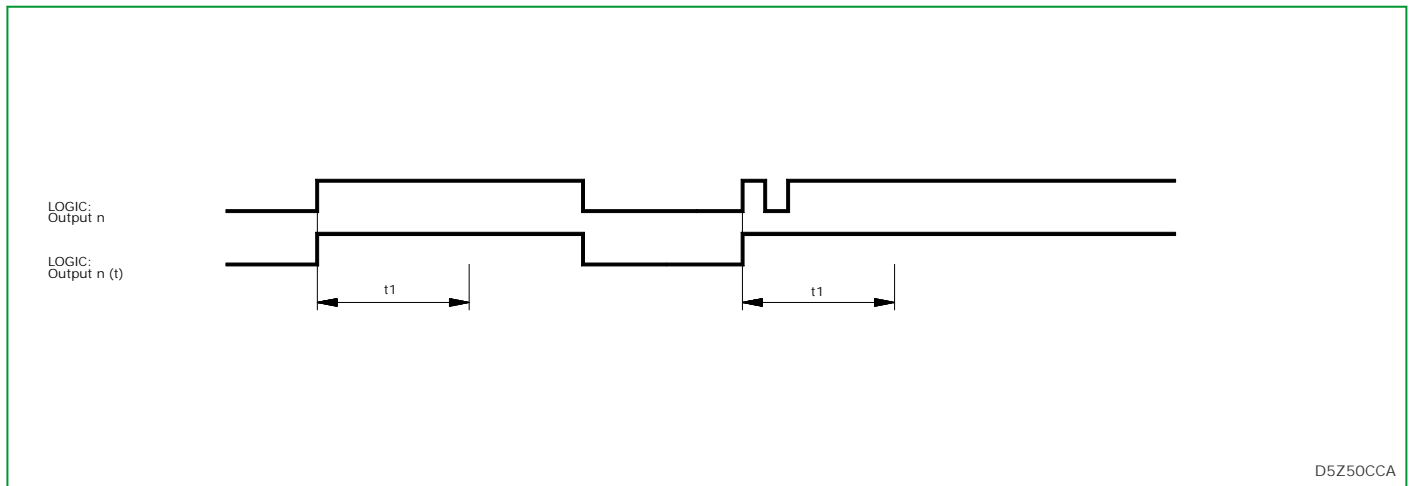 LOGIC:
Output n
LOGIC:
Output n (t)
t1
t1
D5Z50CCA